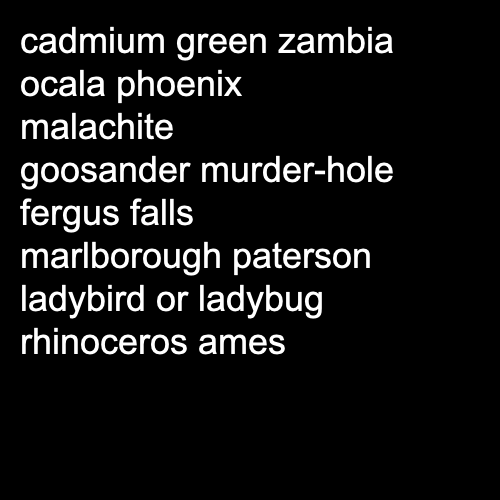 cadmium green zambia
ocala phoenix
malachite
goosander murder-hole
fergus falls
marlborough paterson
ladybird or ladybug
rhinoceros ames